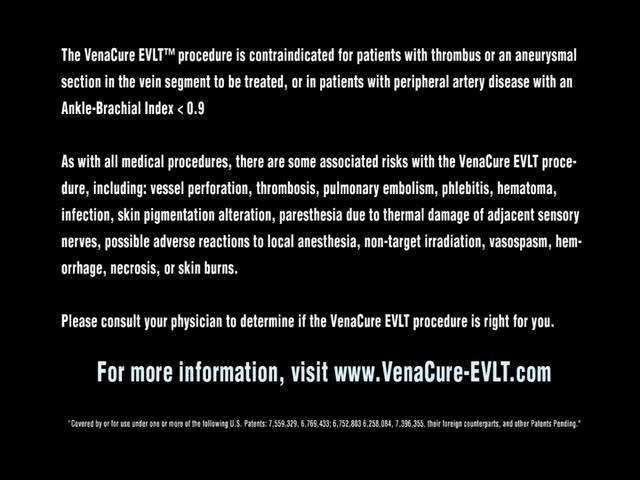 The VenaCure EVLT™ procedure is contraindicated for patients with thrombus or an aneurysmal
section in the vein segment to be treated, or in patients with peripheral artery disease with an
Ankle-Brachial Index < 0.9
As with all medical procedures, there are some associated risks with the VenaCure EVLT proce-
dure, including: vessel perforation, thrombosis, pulmonary embolism, phlebitis, hematoma,
infection, skin pigmentation alteration, paresthesia due to thermal damage of adjacent sensory
nerves, possible adverse reactions to local anesthesia, non-target irradiation, vasospasm, hem-
orrhage, necrosis, or skin burns.
Please consult your physician to determine if the VenaCure EVLT procedure is right for you.
For more information, visit www.VenaCure-EVLT.com
"Covered by or for use under one or more of the following U.S. Patents: 7,559,329, 6,769,433; 6,752,803 6,258,084, 7,396,355, their foreign counterparts, and other Patents Pending."